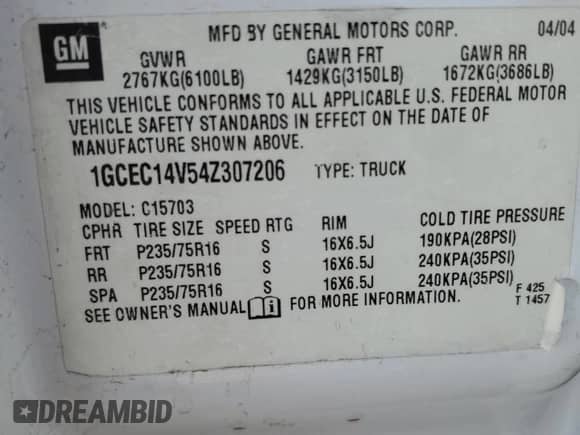 GM
MFD BY GENERAL MOTORS CORP. 04/04
GVWR GAWR FRT GAWR RR
2767KG(6100LB) 1429KG(3150LB) 1672KG(3686LB)
THIS VEHICLE CONFORMS TO ALL APPLICABLE U.S. FEDERAL MOTOR
VEHICLE SAFETY STANDARDS IN EFFECT ON THE DATE OF
MANUFACTURE SHOWN ABOVE.
1GCEC14V54Z307206 TYPE: TRUCK
MODEL: C15703
CPHR TIRE SIZE SPEED RTG RIM COLD TIRE PRESSURE
FRT P235/75R16 S 16X6.5J 190KPA(28PSI)
RR P235/75R16 S 16X6.5J 240KPA(35PSI)
SPA P235/75R16 S 16X6.5J 240KPA(35PSI)
SEE OWNER'S MANUAL i FOR MORE INFORMATION.
F 425
T 1457
DREAMBID